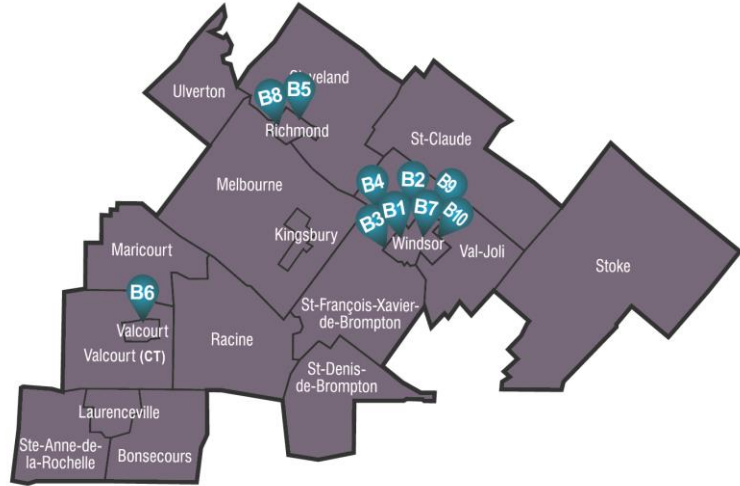 Ulverton
Cleveland
B8
B5
Richmond
St-Claude
Melbourne
B4
B2
B9
B3
B1
B7
B10
Kingsbury
Windsor
Val-Joli
Maricourt
Stoke
B6
St-François-Xavier-
de-Brompton
Valcourt
Racine
Valcourt (CT)
St-Denis-
de-Brompton
Laurenceville
Ste-Anne-de-
la-Rochelle
Bonsecours